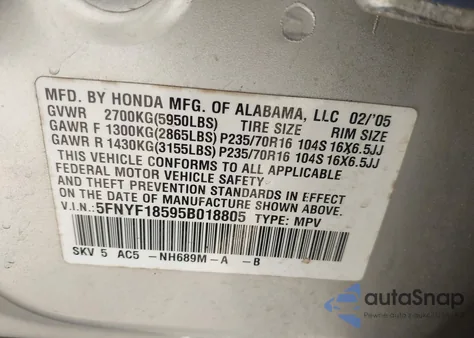 MFD. BY HONDA MFG. OF ALABAMA, LLC 02/'05
GVWR 2700KG(5950LBS) TIRE SIZE RIM SIZE
GAWR F 1300KG(2865LBS) P235/70R16 104S 16X6.5JJ
GAWR R 1430KG(3155LBS) P235/70R16 104S 16X6.5JJ
THIS VEHICLE CONFORMS TO ALL APPLICABLE
FEDERAL MOTOR VEHICLE SAFETY AND
THEFT PREVENTION STANDARDS IN EFFECT
ON THE DATE OF MANUFACTURE SHOWN ABOVE.
V.I.N.:5FNYF18595B018805 TYPE: MPV
SKV 5 AC5 -NH689M-A -B
autoSnap